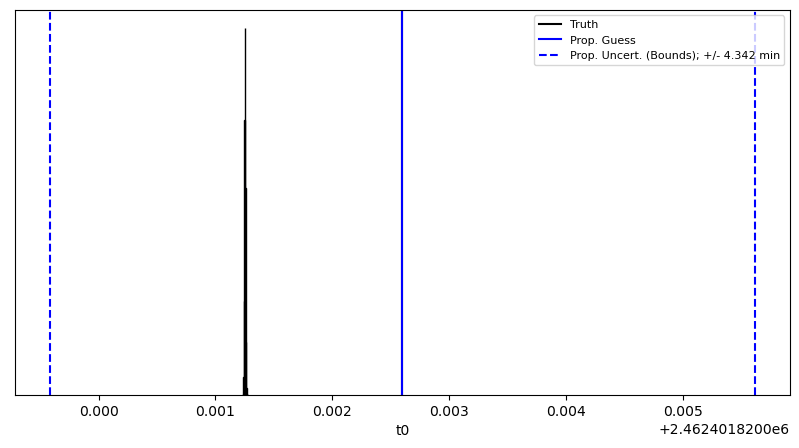 Truth
Prop. Guess
Prop. Uncert. (Bounds); +/- 4.342 min
0.000 0.001 0.002 0.003 0.004 0.005
t0
+2.4624018200e6